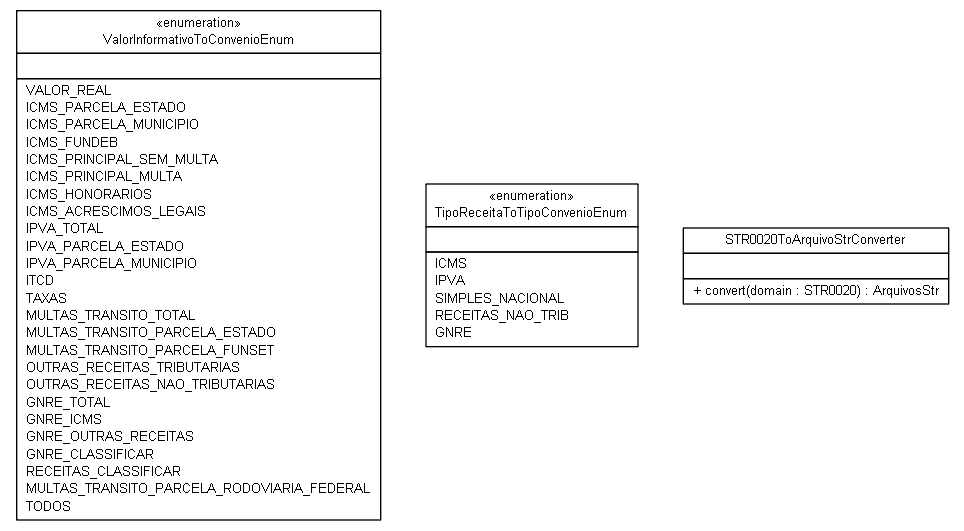 «enumeration»
ValorInformativoToConvenioEnum
VALOR_REAL
ICMS_PARCELA_ESTADO
ICMS_PARCELA_MUNICIPIO
ICMS_FUNDEB
ICMS_PRINCIPAL_SEM_MULTA
ICMS_PRINCIPAL_MULTA
ICMS_HONORARIOS
ICMS_ACRESCIMOS_LEGAIS
IPVA_TOTAL
IPVA_PARCELA_ESTADO
IPVA_PARCELA_MUNICIPIO
ITCD
TAXAS
MULTAS_TRANSITO_TOTAL
MULTAS_TRANSITO_PARCELA_ESTADO
MULTAS_TRANSITO_PARCELA_FUNSET
OUTRAS_RECEITAS_TRIBUTARIAS
OUTRAS_RECEITAS_NAO_TRIBUTARIAS
GNRE_TOTAL
GNRE_ICMS
GNRE_OUTRAS_RECEITAS
GNRE_CLASSIFICAR
RECEITAS_CLASSIFICAR
MULTAS_TRANSITO_PARCELA_RODOVIARIA_FEDERAL
TODOS
«enumeration»
TipoReceitaToTipoConvenioEnum
ICMS
IPVA
SIMPLES_NACIONAL
RECEITAS_NAO_TRIB
GNRE
STR0020ToArquivoStrConverter
+ convert(domain : STR0020) : ArquivosStr